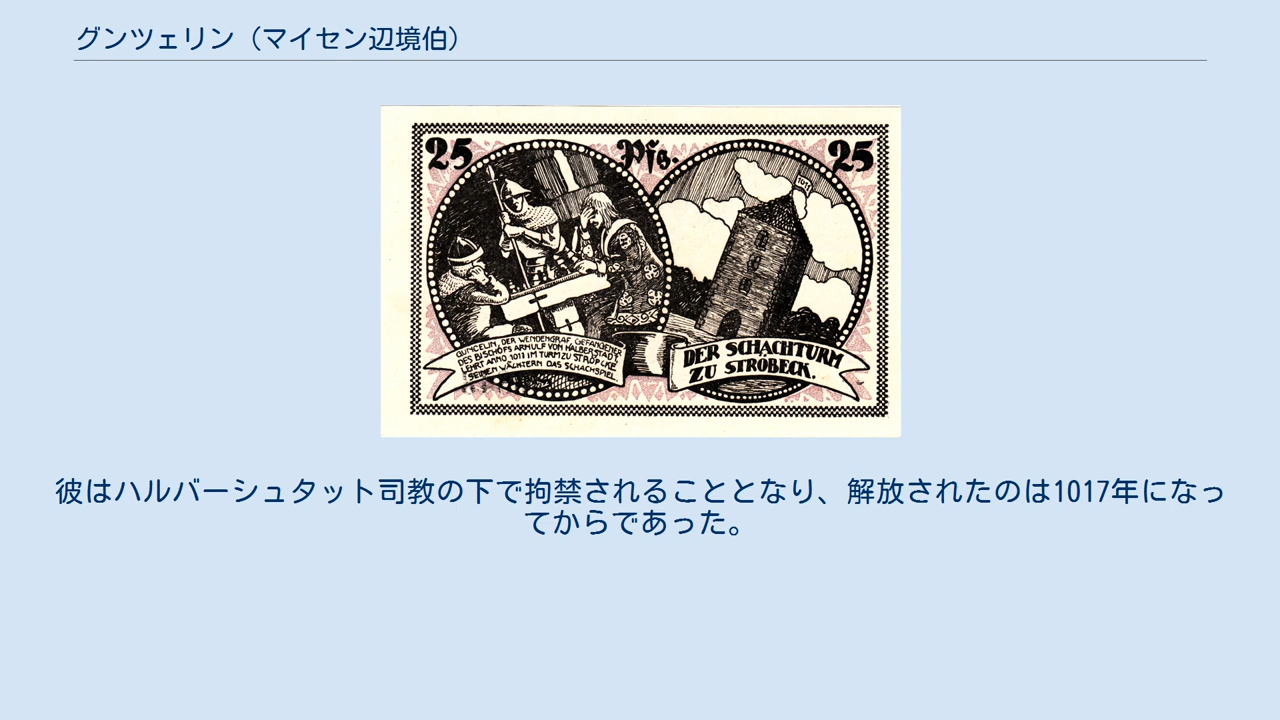 グンツェリン（マイセン辺境伯）
25
Pfg.
25
1011
GUNCELIN, DER WENDENGRAF, GEFANGENER
DES BISCHOFS ARNULF VON HALBERSTADT
LEHRT ANNO 1011 IM TURM ZU STRÖPCKE
SEINEN WÄCHTERN DAS SCHACHSPIEL
DER SCHACHTURM
ZU STRÖBECK.
彼はハルバーシュタット司教の下で拘禁されることとなり、解放されたのは1017年になっ
てからであった。